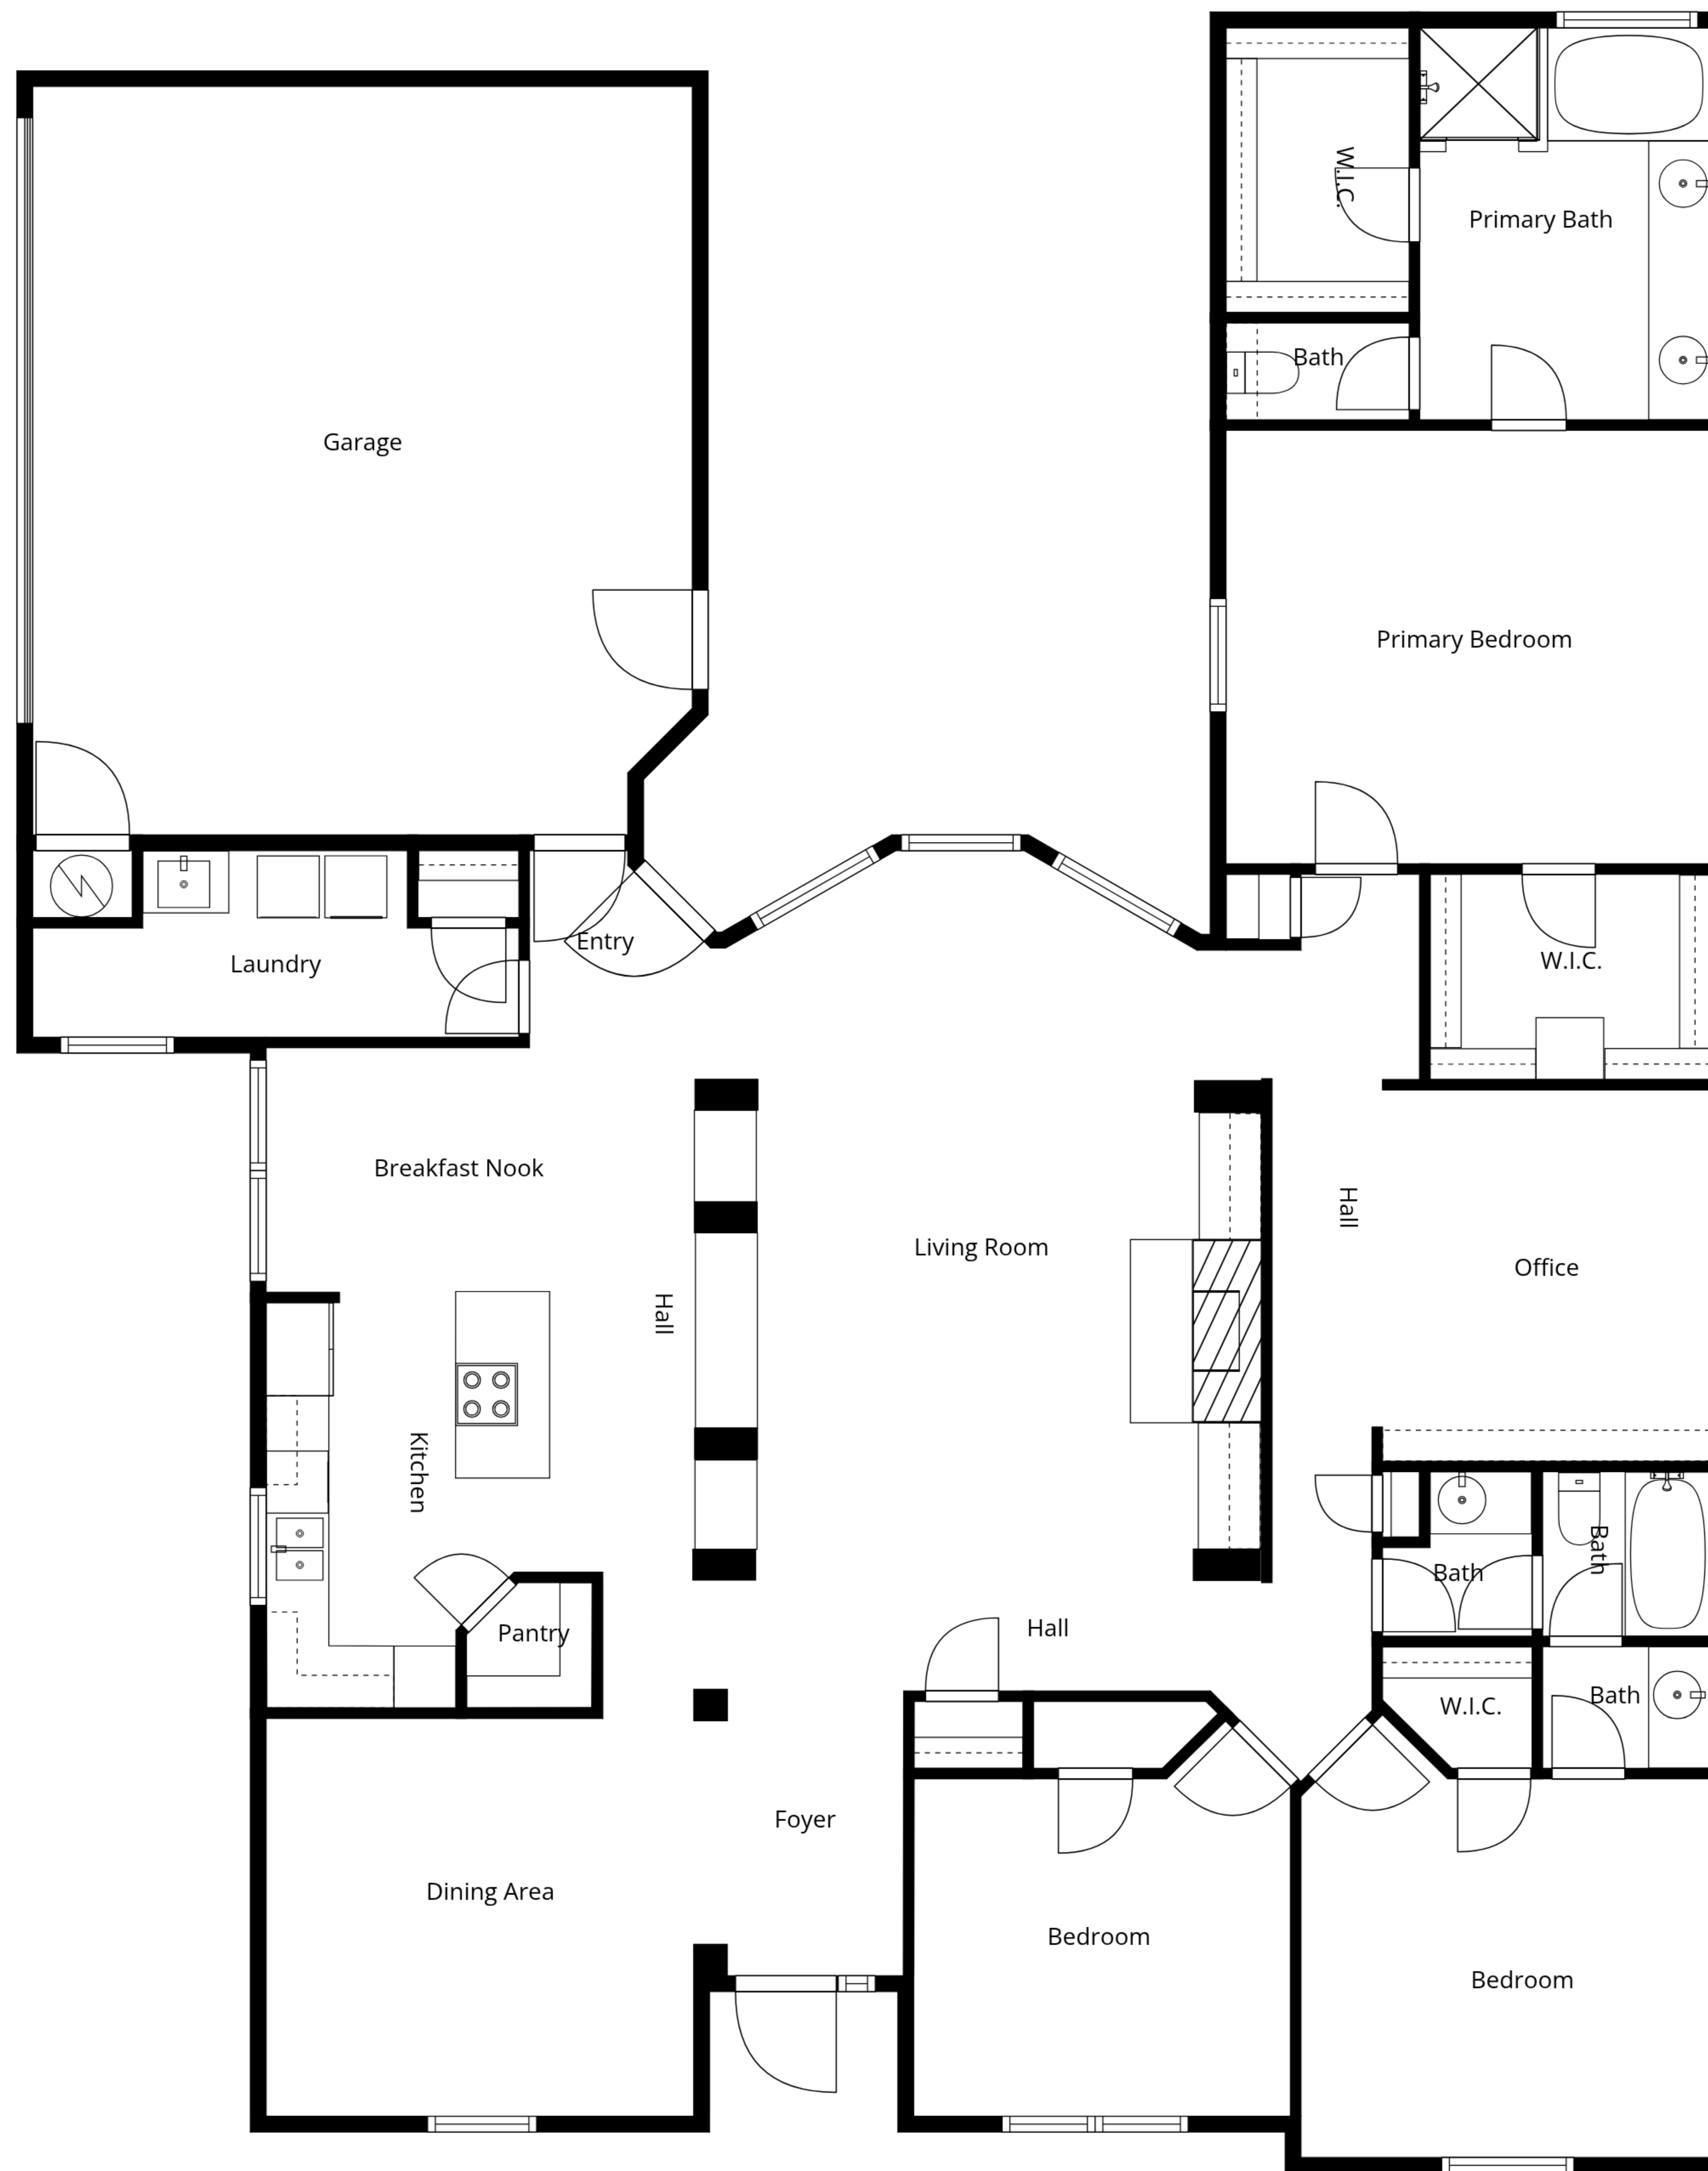 W.I.C.
Primary Bath
Bath
Garage
Primary Bedroom
Entry
Laundry
W.I.C.
Breakfast Nook
Hall
Living Room
Office
Hall
Kitchen
Bath
Bath
Pantry
Hall
W.I.C.
Bath
Foyer
Dining Area
Bedroom
Bedroom